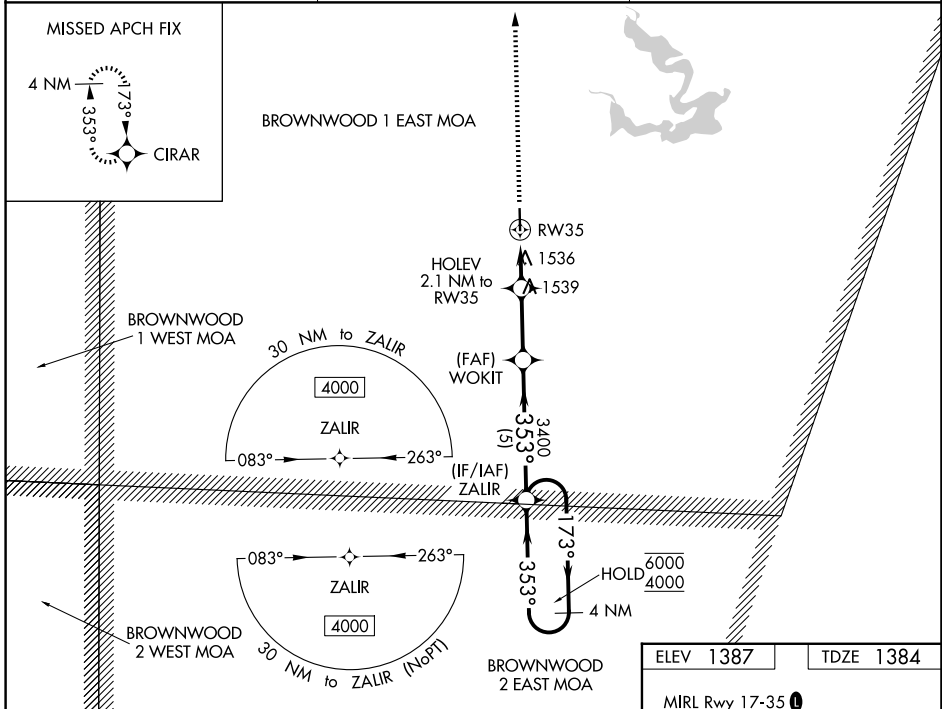 MISSED APCH FIX
4 NM
173°
353°
CIRAR
BROWNWOOD 1 EAST MOA
RW35
1536
HOLEV
2.1 NM to
RW35
1539
BROWNWOOD
1 WEST MOA
30 NM to ZALIR
4000
ZALIR
083°
263°
(FAF)
WOKIT
3400
353°
(5)
(IF/IAF)
ZALIR
083°
263°
ZALIR
4000
30 NM to ZALIR (NoPT)
173°
353°
HOLD
6000
4000
4 NM
BROWNWOOD
2 WEST MOA
BROWNWOOD
2 EAST MOA
ELEV 1387
TDZE 1384
MIRL Rwy 17-35 L